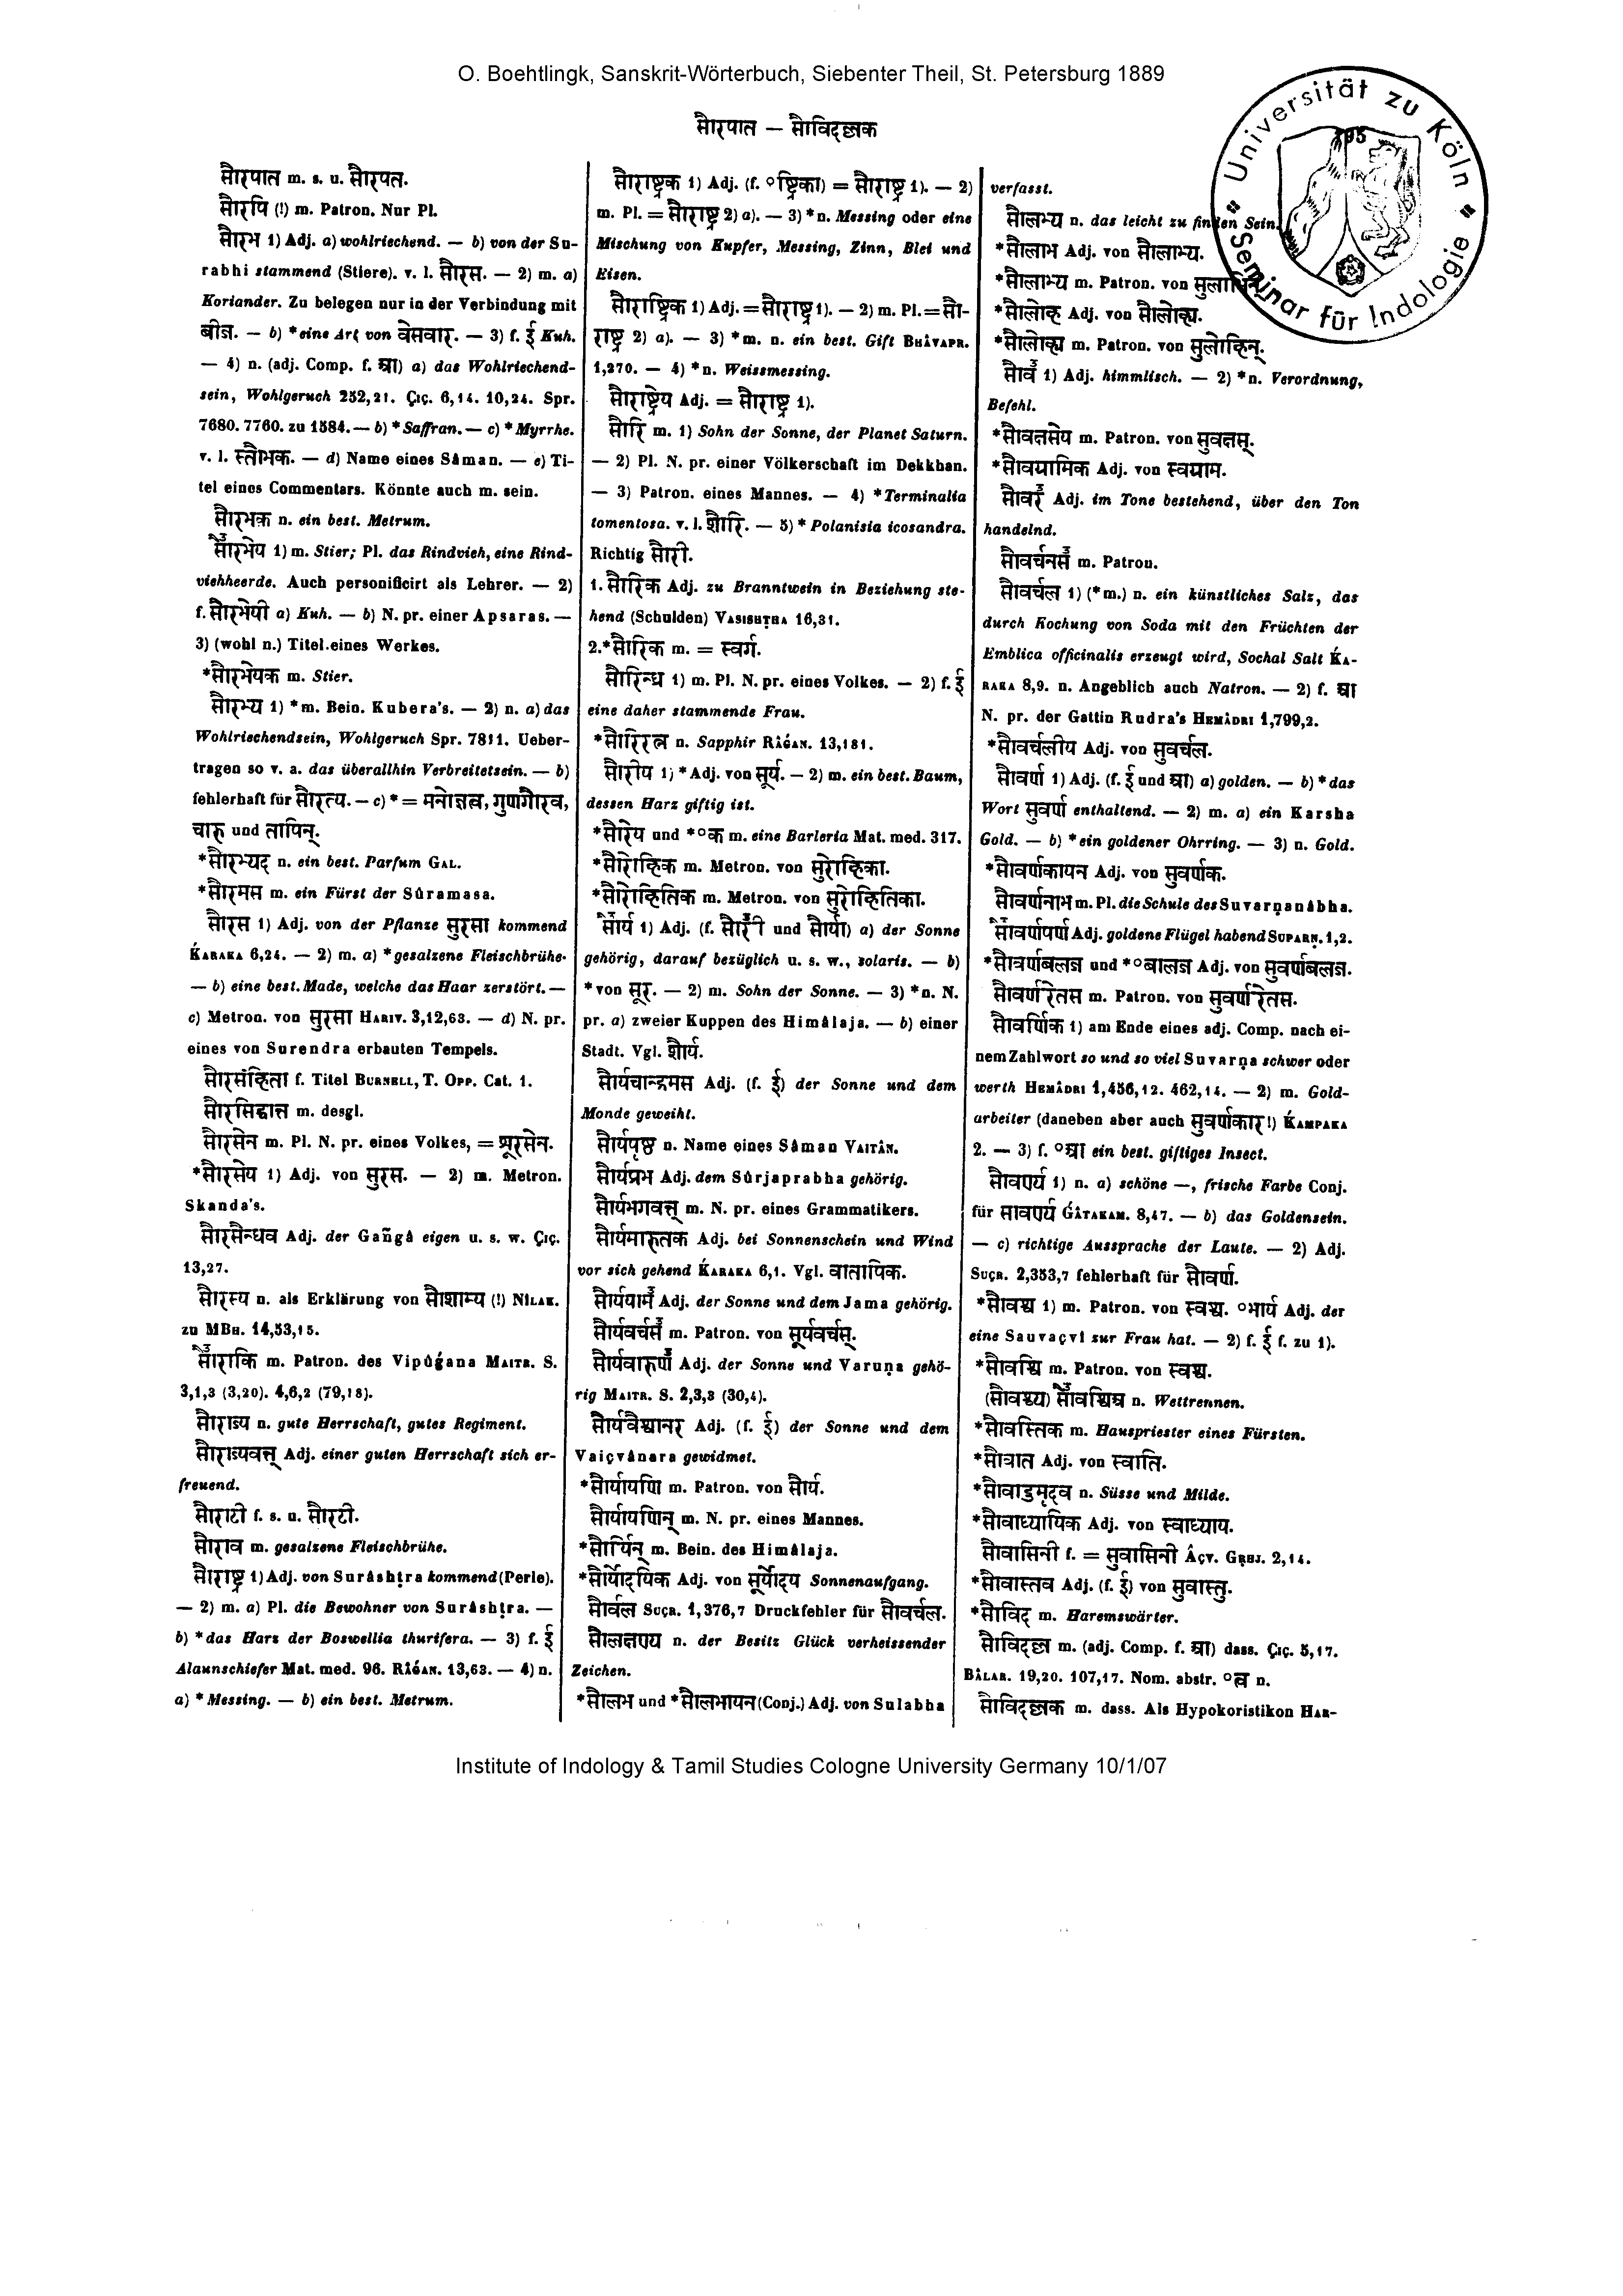 O. Boehtlingk, Sanskrit-Wörterbuch, Siebenter Theil, St. Petersburg 1889
सौरपात — सौविदल्लक
195
Universität zu Köln
Seminar für Indologie
सौरपात m. s. u. सौरपत.
सौरपि (!) m. Patron. Nur Pl.
सौरभ 1) Adj. a) wohlriechend. — b) von der Su-
rabhi stammend (Stiere). v. l. सौरस. — 2) m. a)
Koriander. Zu belegen nur in der Verbindung mit
बीज. — b) *eine Art von वेसवार. — 3) f. ई Kuh.
— 4) n. (adj. Comp. f. आ) a) das Wohlriechend-
sein, Wohlgeruch 252,21. Çıç. 6,14. 10,24. Spr.
7680. 7760. zu 1584. — b) *Saffran. — c) *Myrrhe.
v. l. स्तौभक. — d) Name eines Sâman. — e) Ti-
tel eines Commentars. Könnte auch m. sein.
सौरभक n. ein best. Metrum.
सौरभेय 1) m. Stier; Pl. das Rindvieh, eine Rind-
viehheerde. Auch personificirt als Lehrer. — 2)
f. सौरभेयी a) Kuh. — b) N. pr. einer Apsaras. —
3) (wohl n.) Titel eines Werkes.
*सौरभेयक m. Stier.
सौरभ्य 1) *m. Bein. Kubera's. — 2) n. a) das
Wohlriechendsein, Wohlgeruch Spr. 7811. Ueber-
tragen so v. a. das überallhin Verbreitetsein. — b)
fehlerhaft für सौरत्य. — c) * = मनोज्ञत्व, गुणगौरव,
चारु und तापिन्.
*सौरभ्यद n. ein best. Parfum Gal.
*सौरमस m. ein Fürst der Sûramasa.
सौरस 1) Adj. von der Pflanze सुरसा kommend
Ḱaraka 6,24. — 2) m. a) *gesalzene Fleischbrühe.
— b) eine best. Made, welche das Haar zerstört. —
c) Metron. von सुरसा Hariv. 3,12,63. — d) N. pr.
eines von Surendra erbauten Tempels.
सौरसंहिता f. Titel Burnell, T. Opp. Cat. 1.
सौरसिद्धान्त m. desgl.
सौरसेन m. Pl. N. pr. eines Volkes, = शूरसेन.
*सौरसेय 1) Adj. von सुरस. — 2) m. Metron.
Skanda's.
सौरसैन्धव Adj. der Gañgâ eigen u. s. w. Çıç.
13,27.
सौरस्य n. als Erklärung von सौशाम्य (!) Nîlak.
zu MBh. 14,53,15.
सौराकि m. Patron. des Vipûǵana Maitr. S.
3,1,3 (3,20). 4,6,2 (79,18).
सौराज्य n. gute Herrschaft, gutes Regiment.
सौराज्यवत् Adj. einer guten Herrschaft sich er-
freuend.
सौराटी f. s. u. सौरटी.
सौराव m. gesalzene Fleischbrühe.
सौराष्ट्र 1) Adj. von Surâshṭra kommend (Perle).
— 2) m. a) Pl. die Bewohner von Surâshṭra. —
b) *das Harz der Boswellia thurifera. — 3) f. ई
Alaunschiefer Mat. med. 96. Râǵan. 13,63. — 4) n.
a) *Messing. — b) ein best. Metrum.
सौराष्ट्रक 1) Adj. (f. °ष्ट्रिका) = सौराष्ट्र 1). — 2)
m. Pl. = सौराष्ट्र 2) a). — 3) *n. Messing oder eine
Mischung von Kupfer, Messing, Zinn, Blei und
Eisen.
सौराष्ट्रिक 1) Adj. = सौराष्ट्र 1). — 2) m. Pl. = सौ-
राष्ट्र 2) a). — 3) *m. n. ein best. Gift Bhâvapr.
1,270. — 4) *n. Weissmessing.
सौराष्ट्रेय Adj. = सौराष्ट्र 1).
सौरि m. 1) Sohn der Sonne, der Planet Saturn.
— 2) Pl. N. pr. einer Völkerschaft im Dekkhan.
— 3) Patron. eines Mannes. — 4) *Terminalia
tomentosa. v. l. शौरि. — 5) *Polanisia icosandra.
Richtig सौरी.
1. सौरिक Adj. zu Branntwein in Beziehung ste-
hend (Schulden) Vasishṭha 16,31.
2. *सौरिक m. = स्वर्ग.
सौरिन्ध्र 1) m. Pl. N. pr. eines Volkes. — 2) f. ई
eine daher stammende Frau.
*सौरिरत्न n. Sapphir Râǵan. 13,181.
सौरीय 1) *Adj. von सूर्य. — 2) m. ein best. Baum,
dessen Harz giftig ist.
*सौरेय und *°क m. eine Barleria Mat. med. 317.
*सौरोहिक m. Metron. von सुरोहिका.
*सौरोहितिक m. Metron. von सुरोहितिका.
सौर्य 1) Adj. (f. सौरी und सौर्या) a) der Sonne
gehörig, darauf bezüglich u. s. w., solaris. — b)
*von सूर. — 2) m. Sohn der Sonne. — 3) *n. N.
pr. a) zweier Kuppen des Himâlaja. — b) einer
Stadt. Vgl. शौर्य.
सौर्यचान्द्रमस Adj. (f. ई) der Sonne und dem
Monde geweiht.
सौर्यपृष्ठ n. Name eines Sâman Vaitân.
सौर्यप्रभ Adj. dem Sûrjaprabha gehörig.
सौर्यभगवत् m. N. pr. eines Grammatikers.
सौर्यमारुतक Adj. bei Sonnenschein und Wind
vor sich gehend Ḱaraka 6,1. Vgl. वातातपिक.
सौर्ययाम Adj. der Sonne und dem Jama gehörig.
सौर्यवर्चस m. Patron. von सूर्यवर्चस्.
सौर्यवारुण Adj. der Sonne und Varuṇa gehö-
rig Maitr. S. 2,3,3 (30,4).
सौर्यवैश्वानर Adj. (f. ई) der Sonne und dem
Vaiçvânara gewidmet.
*सौर्यायणि m. Patron. von सौर्य.
सौर्यायणिन् m. N. pr. eines Mannes.
*सौर्यिन् m. Bein. des Himâlaja.
*सौर्योदयिक Adj. von सूर्योदय Sonnenaufgang.
सौर्वल Suçr. 1,376,7 Druckfehler für सौवर्चल.
सौलक्षण्य n. der Besitz Glück verheissender
Zeichen.
*सौलभ und *सौलभायन (Conj.) Adj. von Sulabha
verfasst.
सौलभ्य n. das leicht zu finden Sein.
*सौलाभ Adj. von सौलाभ्य.
*सौलाभ्य m. Patron. von सुलाभिन्.
*सौलोह Adj. von सौलोह्य.
*सौलोह्य m. Patron. von सुलोहिन्.
सौव 1) Adj. himmlisch. — 2) *n. Verordnung,
Befehl.
*सौवक्षसेय m. Patron. von सुवक्षस्.
*सौवग्रामिक Adj. von स्वग्राम.
सौवर Adj. im Tone bestehend, über den Ton
handelnd.
सौवर्चनस m. Patron.
सौवर्चल 1) (*m.) n. ein künstliches Salz, das
durch Kochung von Soda mit den Früchten der
Emblica officinalis erzeugt wird, Sochal Salt Ḱa-
raka 8,9. n. Angeblich auch Natron. — 2) f. आ
N. pr. der Gattin Rudra's Hemâdri 1,799,2.
*सौवर्चलीय Adj. von सुवर्चल.
सौवर्ण 1) Adj. (f. ई und आ) a) golden. — b) *das
Wort सुवर्ण enthaltend. — 2) m. a) ein Karsha
Gold. — b) *ein goldener Ohrring. — 3) n. Gold.
*सौवर्णकायन Adj. von सुवर्णक.
सौवर्णनाभ m. Pl. die Schule des Suvarṇanâbha.
सौवर्णपर्ण Adj. goldene Flügel habend Suparṇ. 1,2.
*सौवर्णबलज und *°बालज Adj. von सुवर्णबलज.
सौवर्णरेतस m. Patron. von सुवर्णरेतस.
सौवर्णिक 1) am Ende eines adj. Comp. nach ei-
nem Zahlwort so und so viel Suvarṇa schwer oder
werth Hemâdri 1,456,12. 462,14. — 2) m. Gold-
arbeiter (daneben aber auch सुवर्णकार!) Ḱampaka
2. — 3) f. °आ ein best. giftiges Insect.
सौवर्ण्य 1) n. a) schöne —, frische Farbe Conj.
für सावर्ण्य Ǵâtakam. 8,47. — b) das Goldensein.
— c) richtige Aussprache der Laute. — 2) Adj.
Suçr. 2,353,7 fehlerhaft für सौवर्ण.
*सौवश्व 1) m. Patron. von स्वश्व. °भार्य Adj. der
eine Sauvaçvî zur Frau hat. — 2) f. ई f. zu 1).
*सौवश्वि m. Patron. von स्वश्व.
(सौवश्व्य) सौवश्विअ n. Wettrennen.
*सौवस्तिक m. Hauspriester eines Fürsten.
*सौवात Adj. von स्वाति.
*सौवादुमृदव n. Süsse und Milde.
*सौवाध्यायिक Adj. von स्वाध्याय.
सौवासिनी f. = सुवासिनी Âçv. Gṛhj. 2,14.
*सौवास्तव Adj. (f. ई) von सुवास्तु.
*सौविद m. Haremswärter.
सौविदल्ल m. (adj. Comp. f. आ) dass. Çıç. 5,17.
Bâlar. 19,20. 107,17. Nom. abstr. °त्व n.
सौविदल्लक m. dass. Als Hypokoristikon Har-
Institute of Indology & Tamil Studies Cologne University Germany 10/1/07